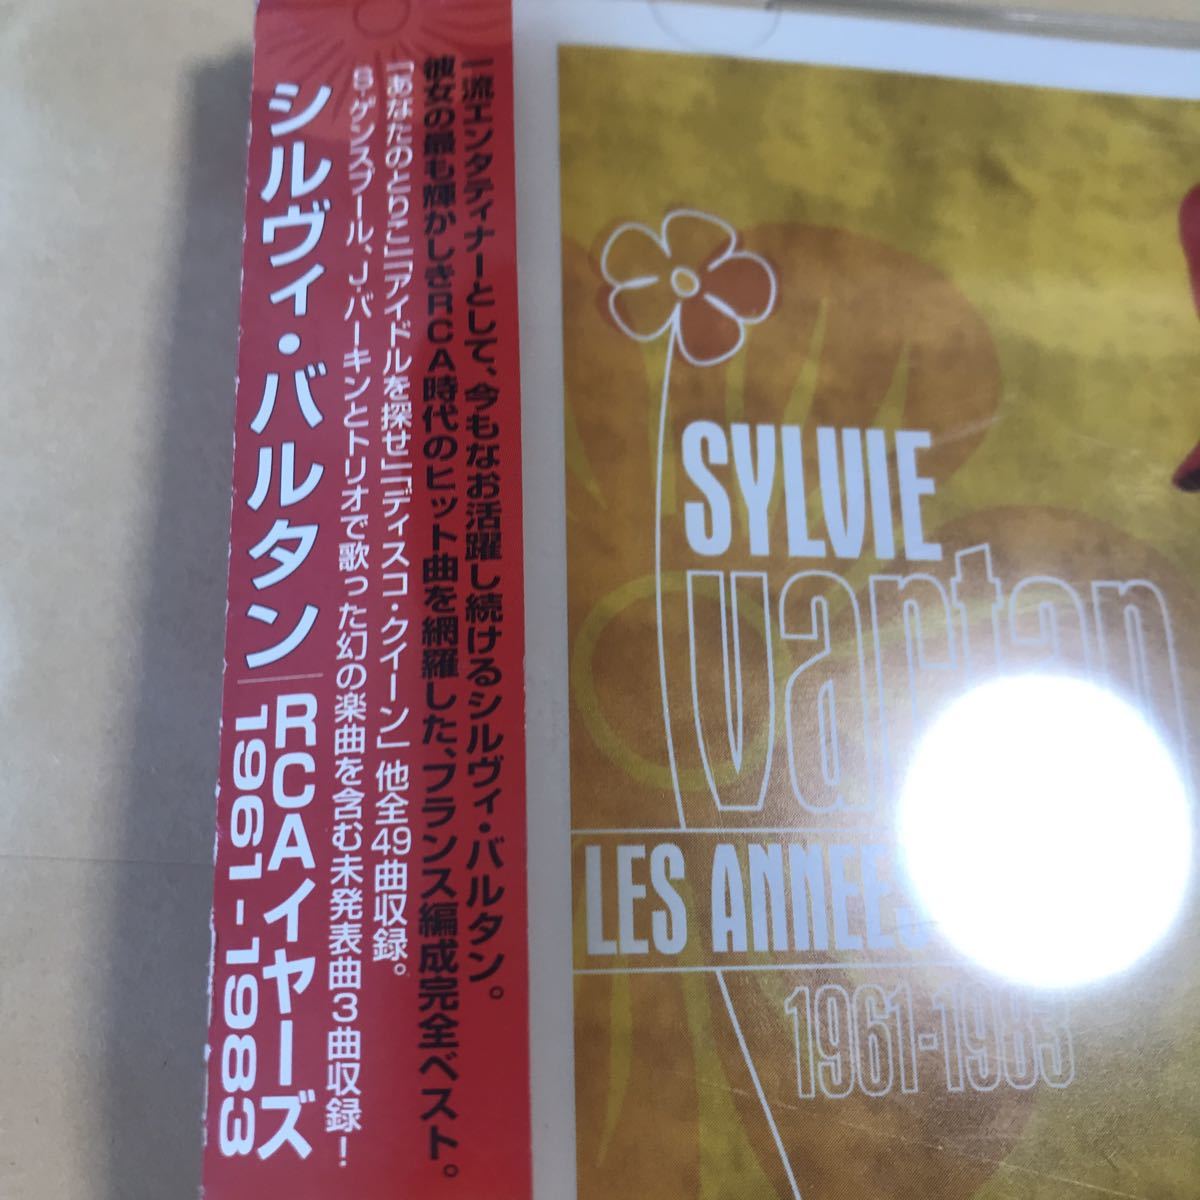 一流エンタティナーとして、今もなお活躍し続けるシルヴィ・バルタン。
彼女の最も輝かしきRCA時代のヒット曲を網羅した、フランス編成完全ベスト。
「あなたのとりこ」「アイドルを探せ」「ディスコ・クイーン」他全49曲収録。
S・ゲンスブール、J・バーキンとトリオで歌った幻の楽曲を含む未発表曲3曲収録！
シルヴィ・バルタン
RCAイヤーズ
1961-1983
SYLVIE
vartan
LES ANNEES
1961-1983